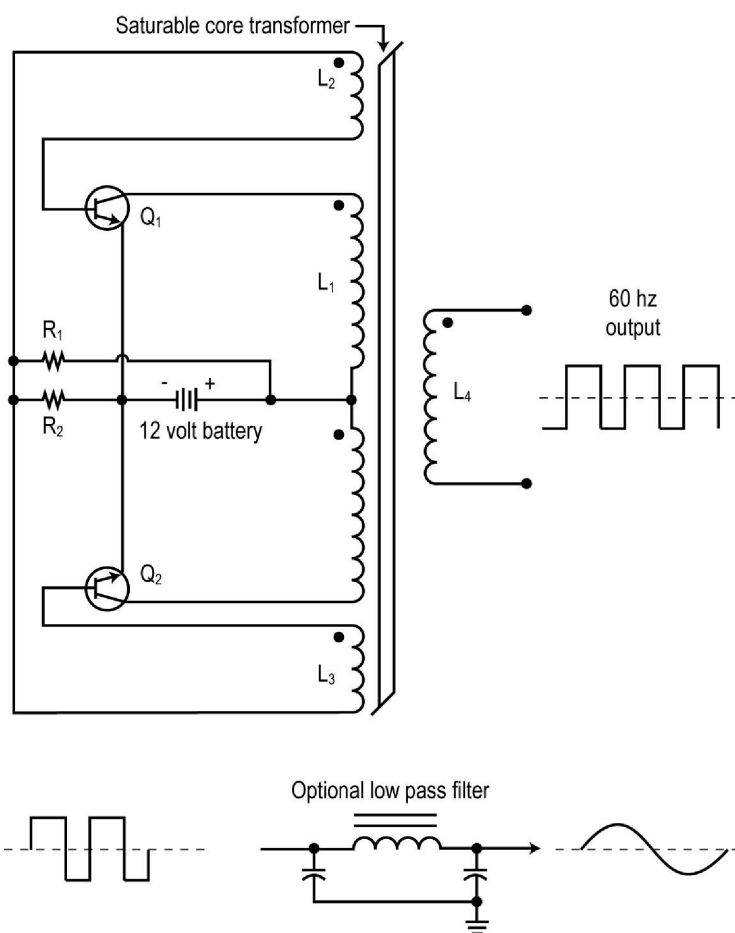 Saturable core transformer
L2
Q1
L1
60 hz
output
R1
- +
L4
R2
12 volt battery
Q2
L3
Optional low pass filter